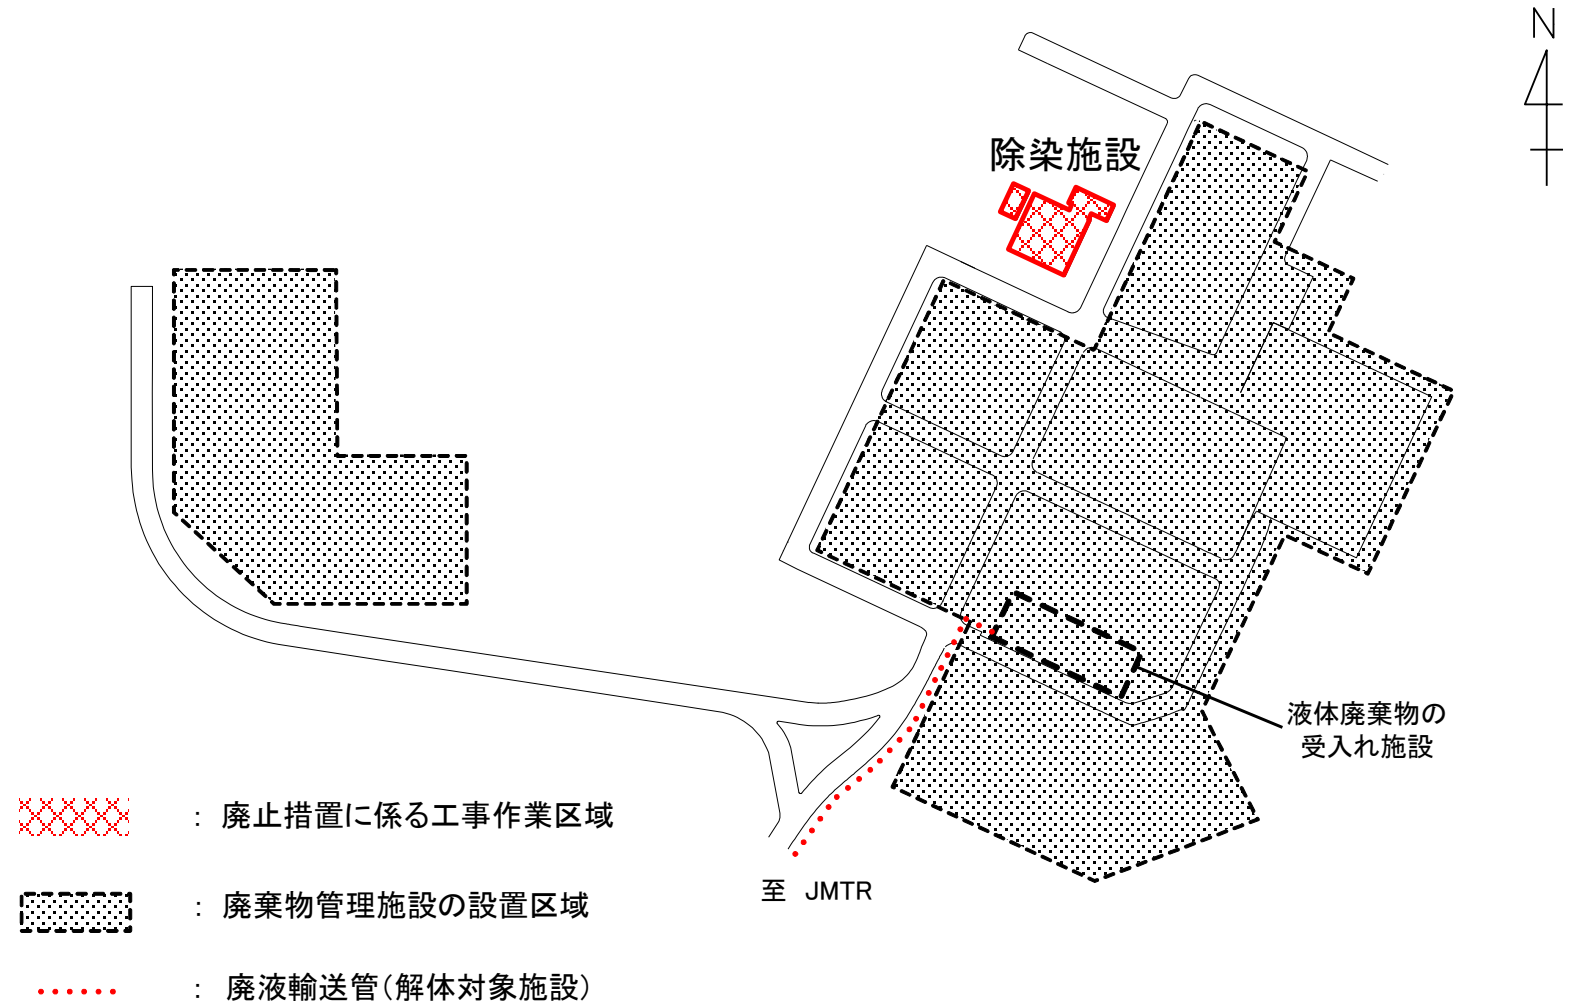 N
除染施設
液体廃棄物の
受入れ施設
至 JMTR
： 廃止措置に係る工事作業区域
： 廃棄物管理施設の設置区域
： 廃液輸送管（解体対象施設）